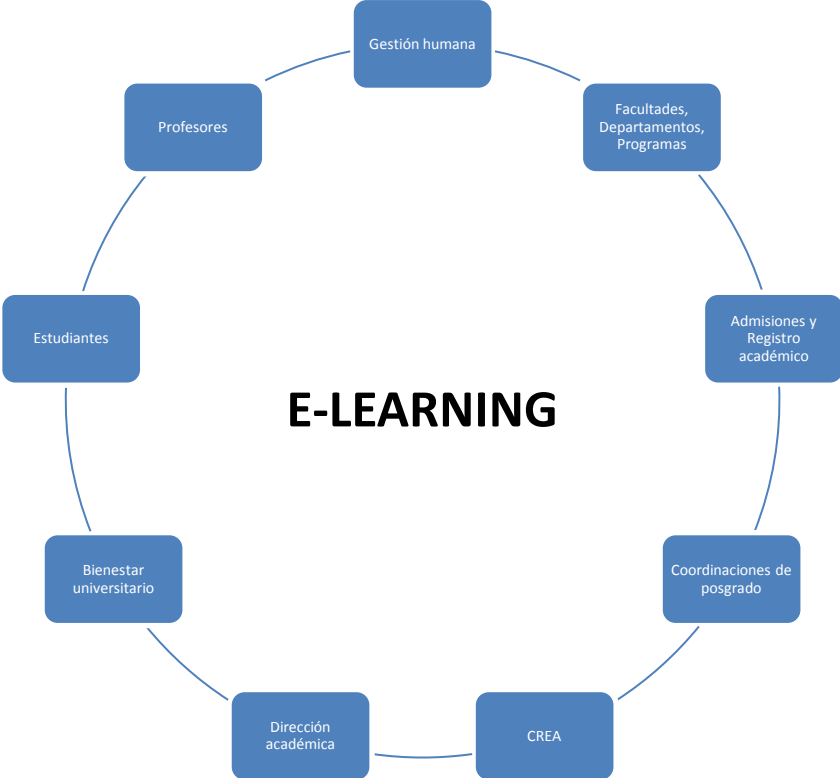 Gestión humana
Facultades,
Departamentos,
Programas
Admisiones y
Registro
académico
Coordinaciones de
posgrado
CREA
Dirección
académica
Bienestar
universitario
Estudiantes
Profesores
E-LEARNING